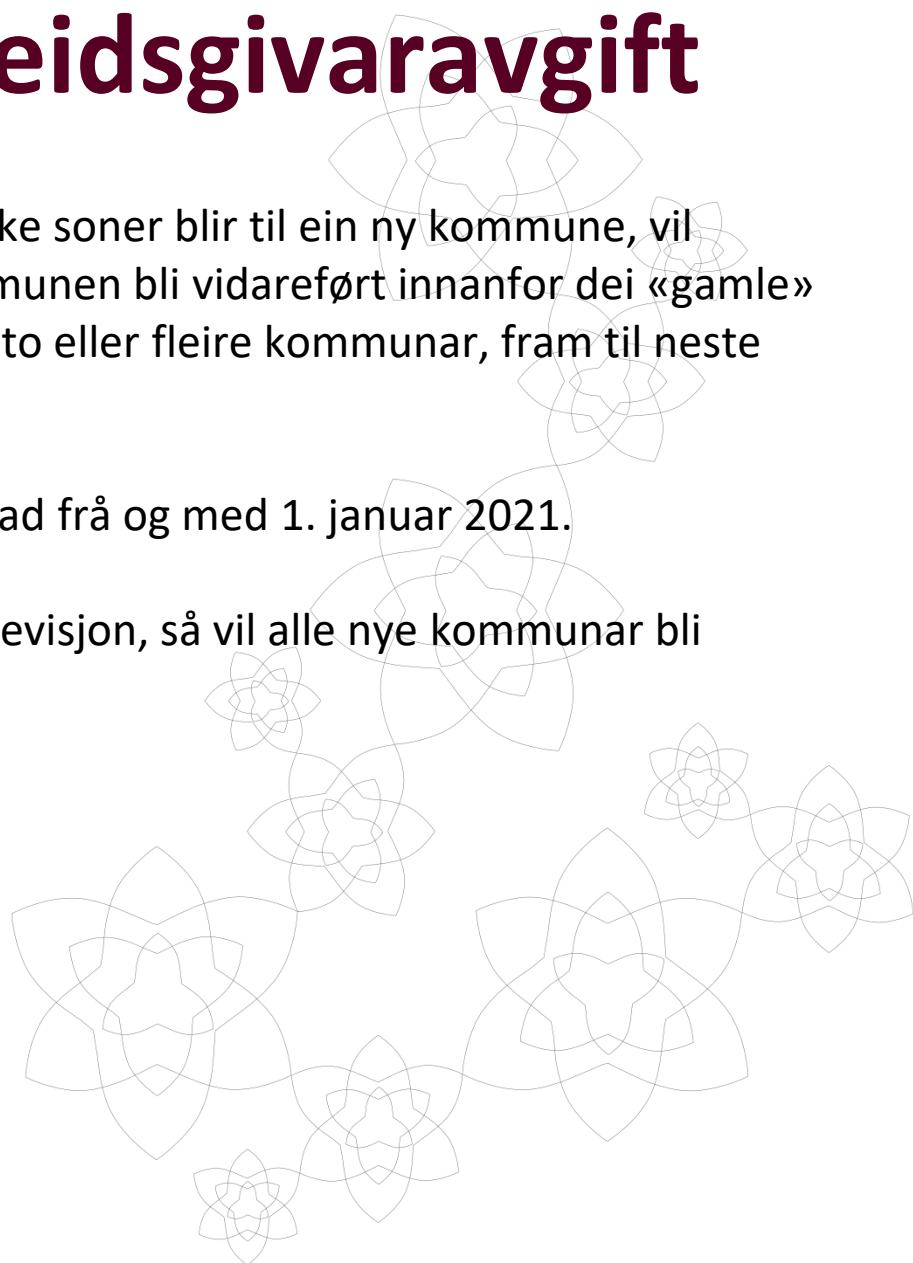 eidsgivaravgift
ke soner blir til ein ny kommune, vil
munen bli vidareført innanfor dei «gamle»
to eller fleire kommunar, fram til neste
ad frå og med 1. januar 2021.
evisjon, så vil alle nye kommunar bli